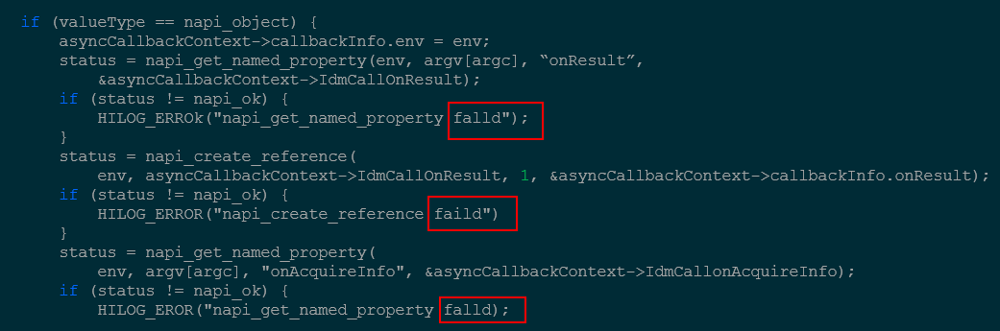 if (valueType == napi_object) {
asyncCallbackContext->callbackInfo.env = env;
status = napi_get_named_property(env, argv[argc], “onResult”,
&asyncCallbackContext->IdmCallOnResult);
if (status != napi_ok) {
HILOG_ERROk("napi_get_named_property falld");
}
status = napi_create_reference(
env, asyncCallbackContext->IdmCallOnResult, 1, &asyncCallbackContext->callbackInfo.onResult);
if (status != napi_ok) {
HILOG_ERROR("napi_create_reference faild")
}
status = napi_get_named_property(
env, argv[argc], "onAcquireInfo", &asyncCallbackContext->IdmCallonAcquireInfo);
if (status != napi_ok) {
HILOG_EROR("napi_get_named_property falld);